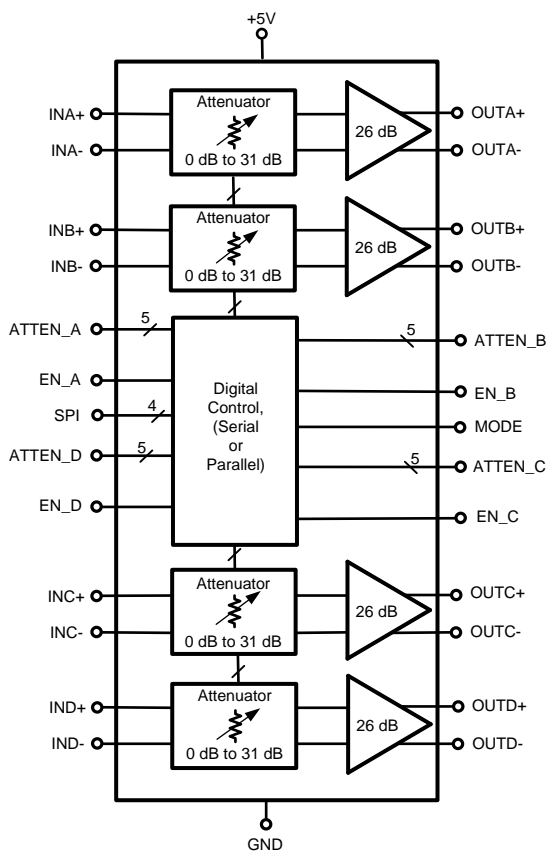 +5V
INA+
Attenuator
OUTA+
26 dB
INA-
0 dB to 31 dB
OUTA-
INB+
Attenuator
OUTB+
26 dB
INB-
0 dB to 31 dB
OUTB-
ATTEN_A
5
5
ATTEN_B
EN_A
Digital
Control,
(Serial
or
Parallel)
EN_B
SPI
4
MODE
ATTEN_D
5
5
ATTEN_C
EN_D
EN_C
INC+
Attenuator
OUTC+
26 dB
INC-
0 dB to 31 dB
OUTC-
IND+
Attenuator
OUTD+
26 dB
IND-
0 dB to 31 dB
OUTD-
GND